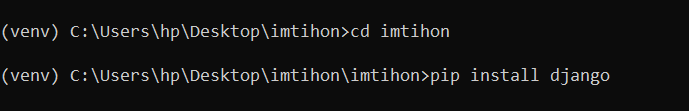 (venv) C:\Users\hp\Desktop\imtihon>cd imtihon
(venv) C:\Users\hp\Desktop\imtihon\imtihon>pip install django